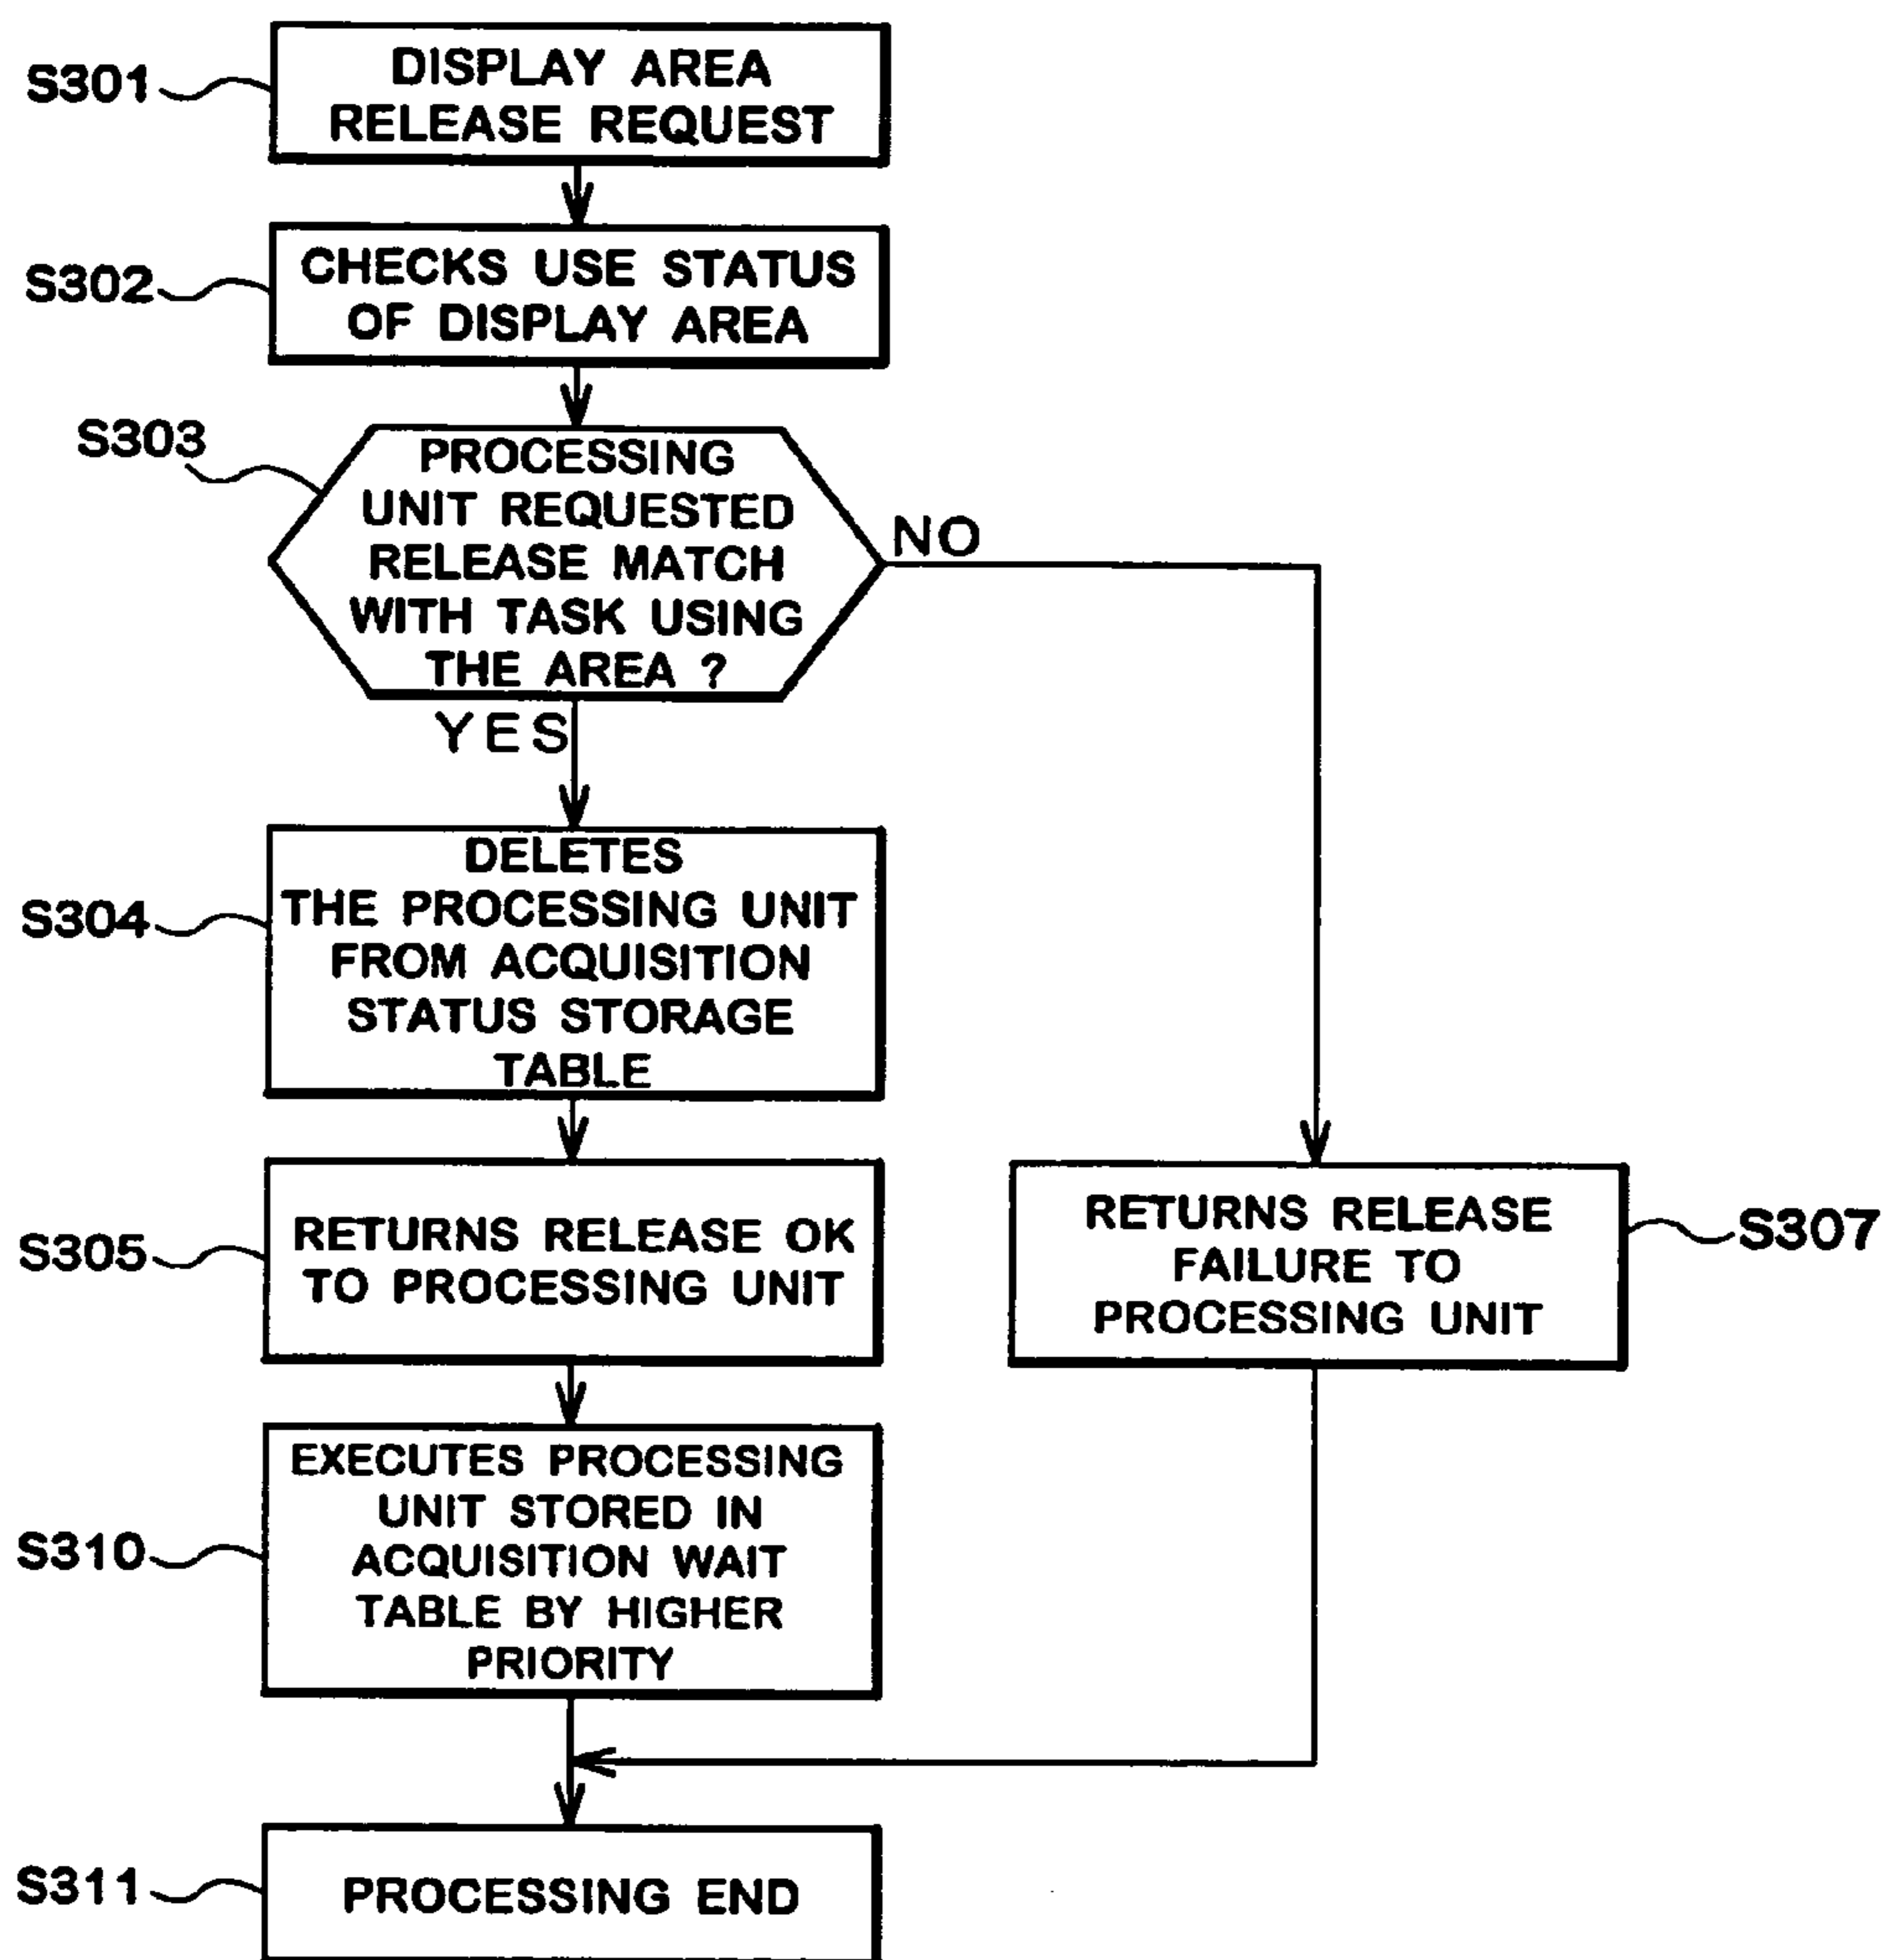 S301
DISPLAY AREA
RELEASE REQUEST
S302
CHECKS USE STATUS
OF DISPLAY AREA
S303
PROCESSING
UNIT REQUESTED
RELEASE MATCH
WITH TASK USING
THE AREA ?
NO
YES
S304
DELETES
THE PROCESSING UNIT
FROM ACQUISITION
STATUS STORAGE
TABLE
S305
RETURNS RELEASE OK
TO PROCESSING UNIT
RETURNS RELEASE
FAILURE TO
PROCESSING UNIT
S307
S310
EXECUTES PROCESSING
UNIT STORED IN
ACQUISITION WAIT
TABLE BY HIGHER
PRIORITY
S311
PROCESSING END